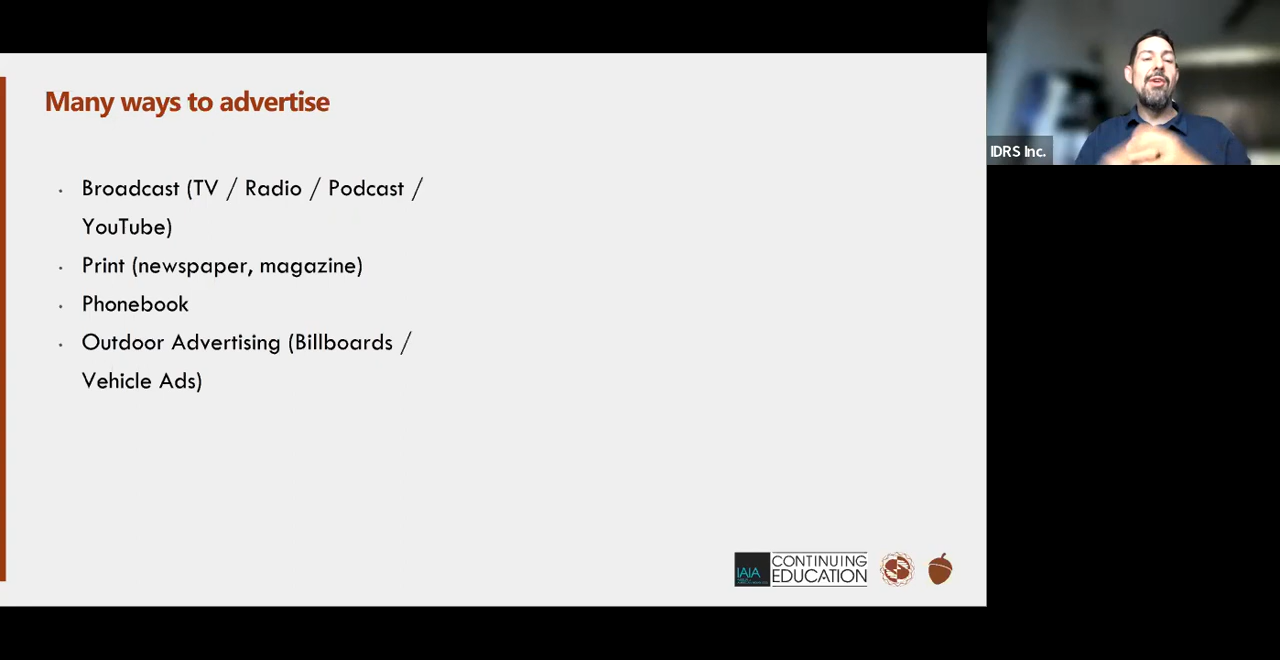 Many ways to advertise
IDRS Inc.
Broadcast (TV / Radio / Podcast /
YouTube)
Print (newspaper, magazine)
Phonebook
Outdoor Advertising (Billboards /
Vehicle Ads)
IAIA
CONTINUING
EDUCATION